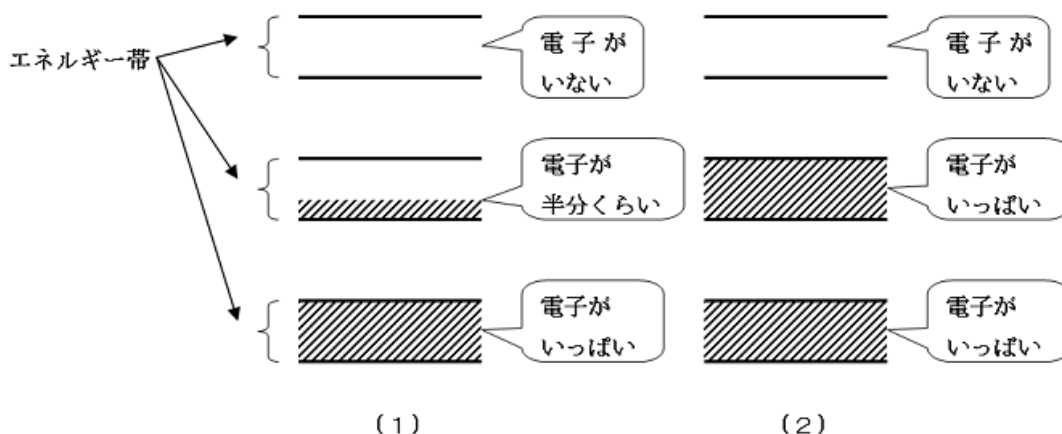 エネルギー帯
電子が
いない
電子が
いない
電子が
半分くらい
電子が
いっぱい
電子が
いっぱい
電子が
いっぱい
(1)
(2)